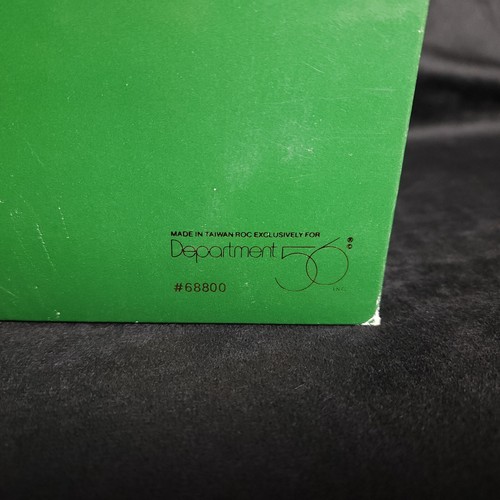 MADE IN TAIWAN ROC EXCLUSIVELY FOR
Department 56 ®
#68800